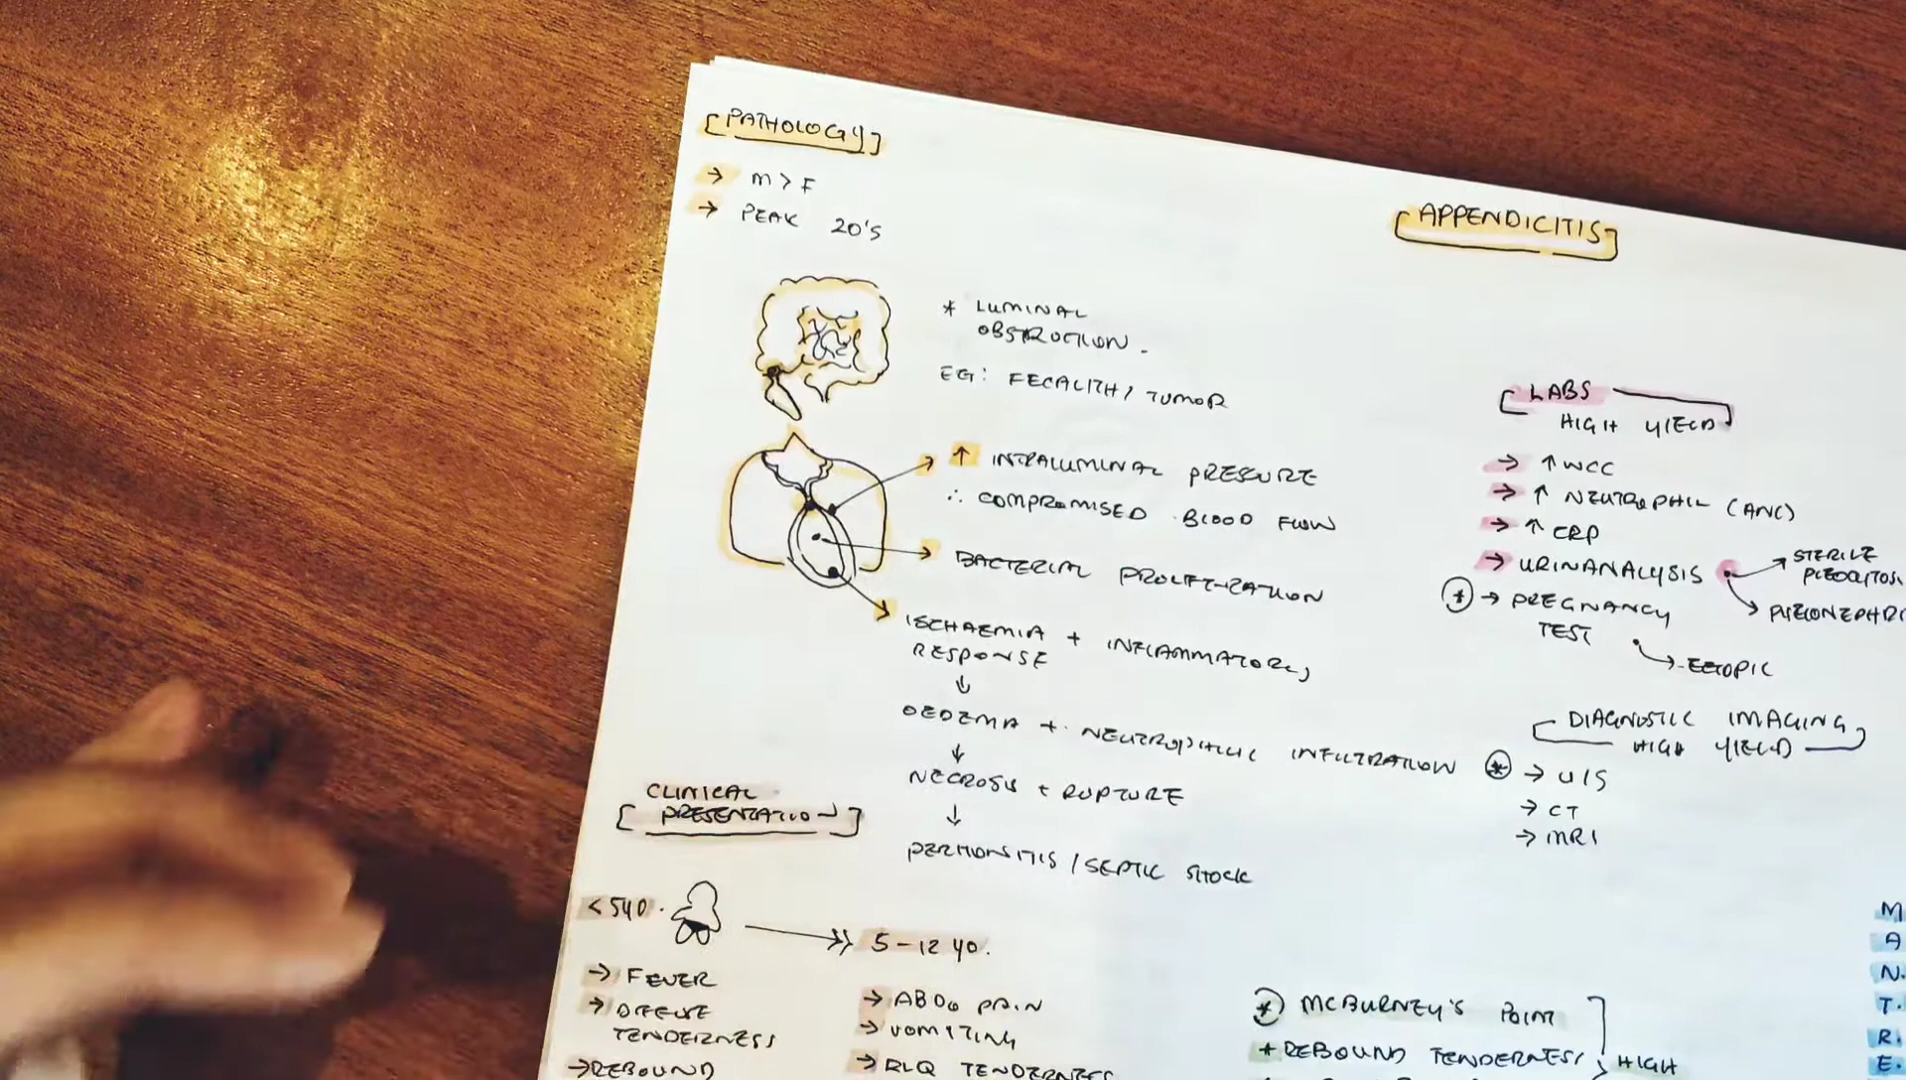 PATHOLOGY
→ M > F
→ PEAK 20'S
APPENDICITIS
* LUMINAL
OBSTRUCTION.
EG: FECALITH, TUMOR
↑ INTRALUMINAL PRESSURE
∴ COMPROMISED BLOOD FLOW
BACTERIAL PROLIFERATION
ISCHAEMIA + INFLAMMATORY
RESPONSE
↓
OEDEMA + NEUTROPHILIC INFILTRATION
↓
NECROSIS + RUPTURE
↓
PERITONSITIS / SEPTIC SHOCK
LABS
HIGH YIELD
→ ↑ WCC
→ ↑ NEUTROPHIL (ANC)
→ ↑ CRP
→ URINANALYSIS
STERILE
* → PREGNANCY
TEST
ECTOPIC
DIAGNOSTIC IMAGING
HIGH YIELD
* → U/S
→ CT
→ MRI
CLINICAL
PRESENTATION
<5YO.
→ FEVER
→ DIFFUSE
TENDERNESS
→ REBOUND
5-12 YO.
→ ABDO PAIN
→ VOMITING
→ RLQ TENDERNESS
* MCBURNEY'S POINT
+ REBOUND TENDERNESS
HIGH
M
A
N.
T.
R.
E.